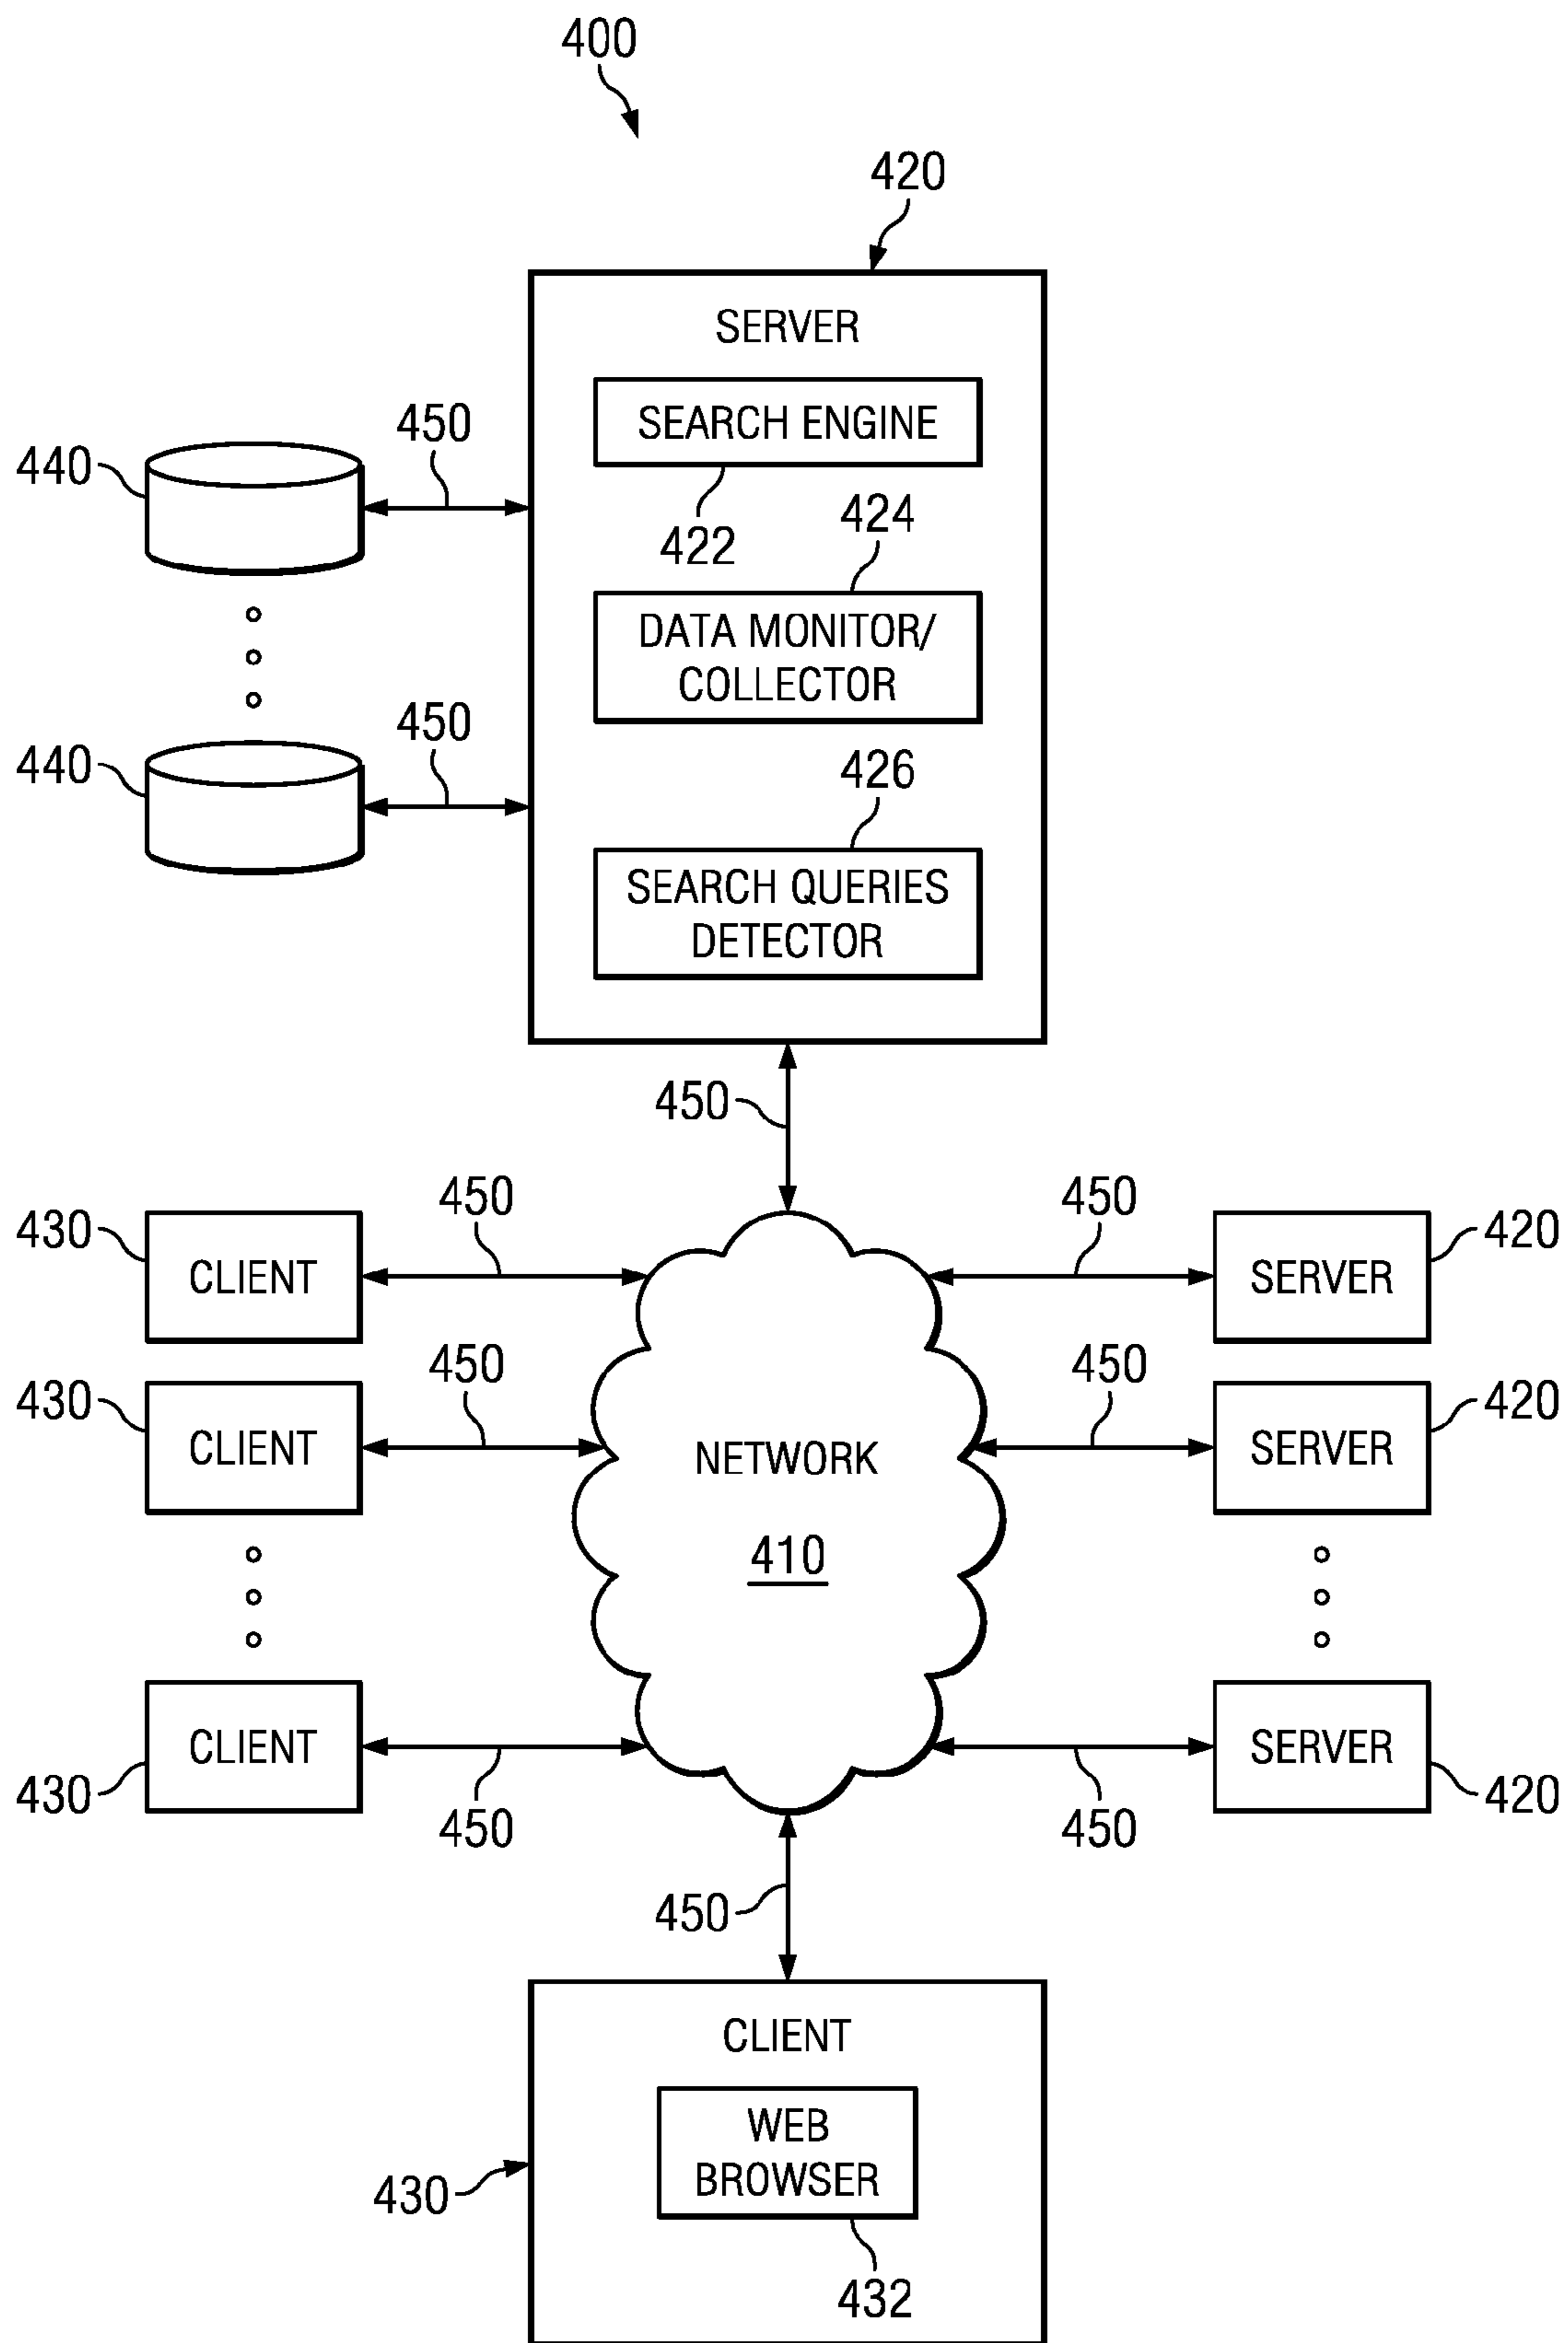 400
420
SERVER
SEARCH ENGINE
422
450
440
424
DATA MONITOR/
COLLECTOR
450
440
426
SEARCH QUERIES
DETECTOR
450
430
CLIENT
450
450
SERVER
420
430
CLIENT
450
450
SERVER
420
NETWORK
410
CLIENT
430
450
450
SERVER
420
450
CLIENT
WEB
BROWSER
430
432